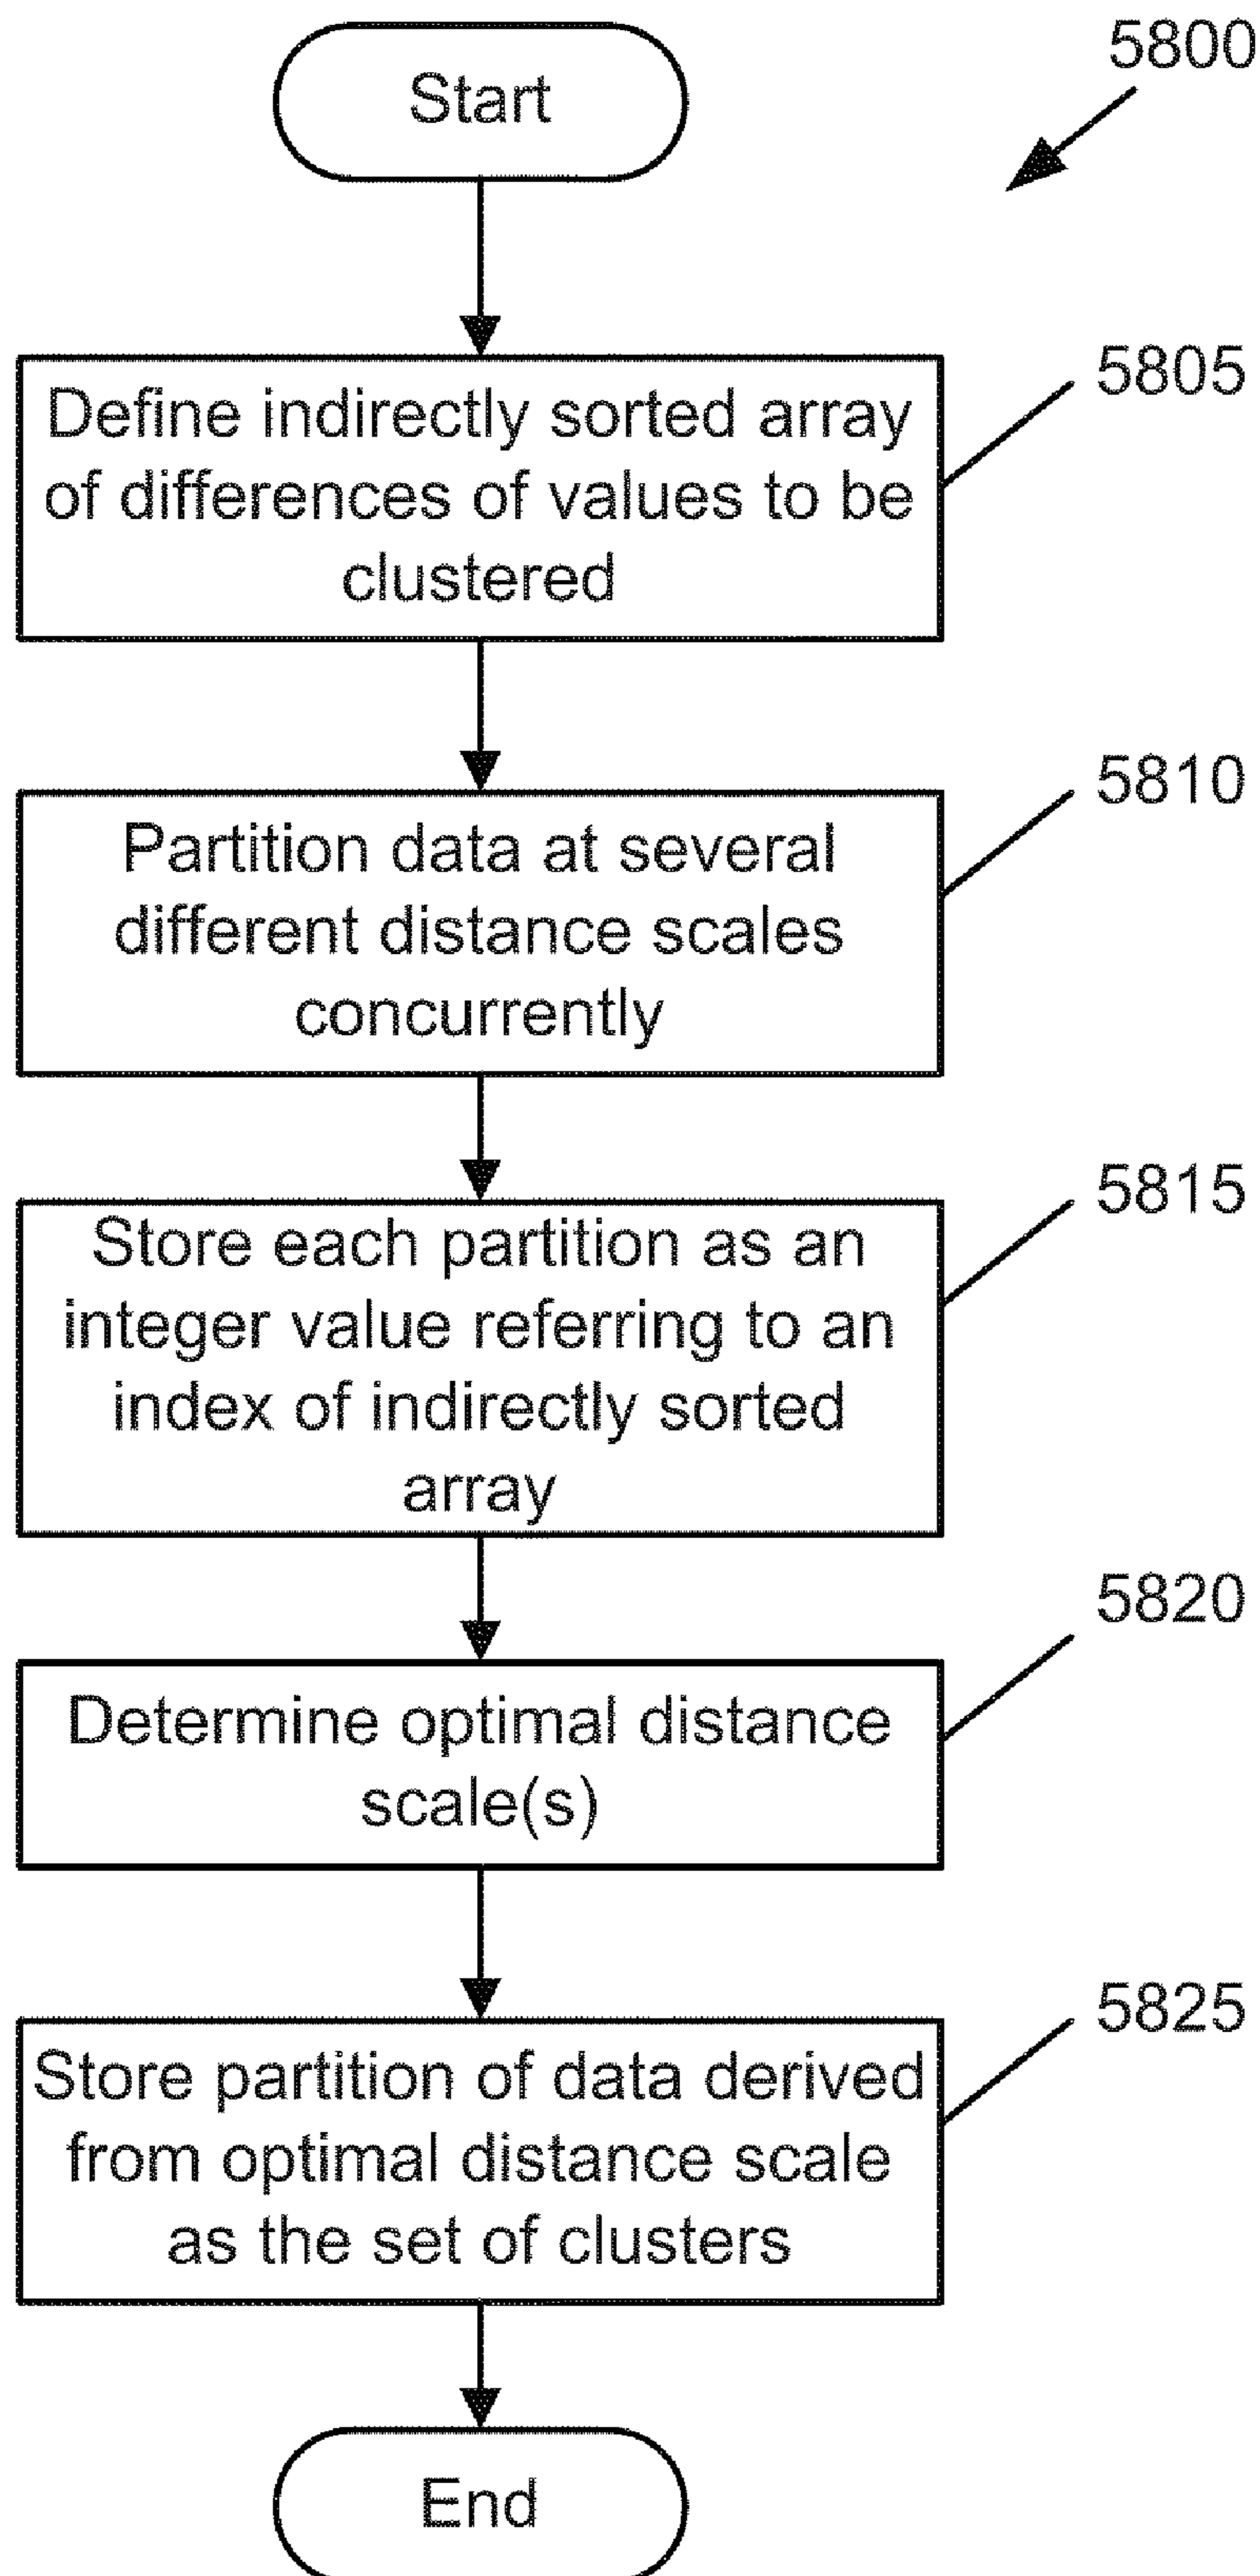 Start
5800
Define indirectly sorted array
of differences of values to be
clustered
5805
Partition data at several
different distance scales
concurrently
5810
Store each partition as an
integer value referring to an
index of indirectly sorted
array
5815
Determine optimal distance
scale(s)
5820
Store partition of data derived
from optimal distance scale
as the set of clusters
5825
End